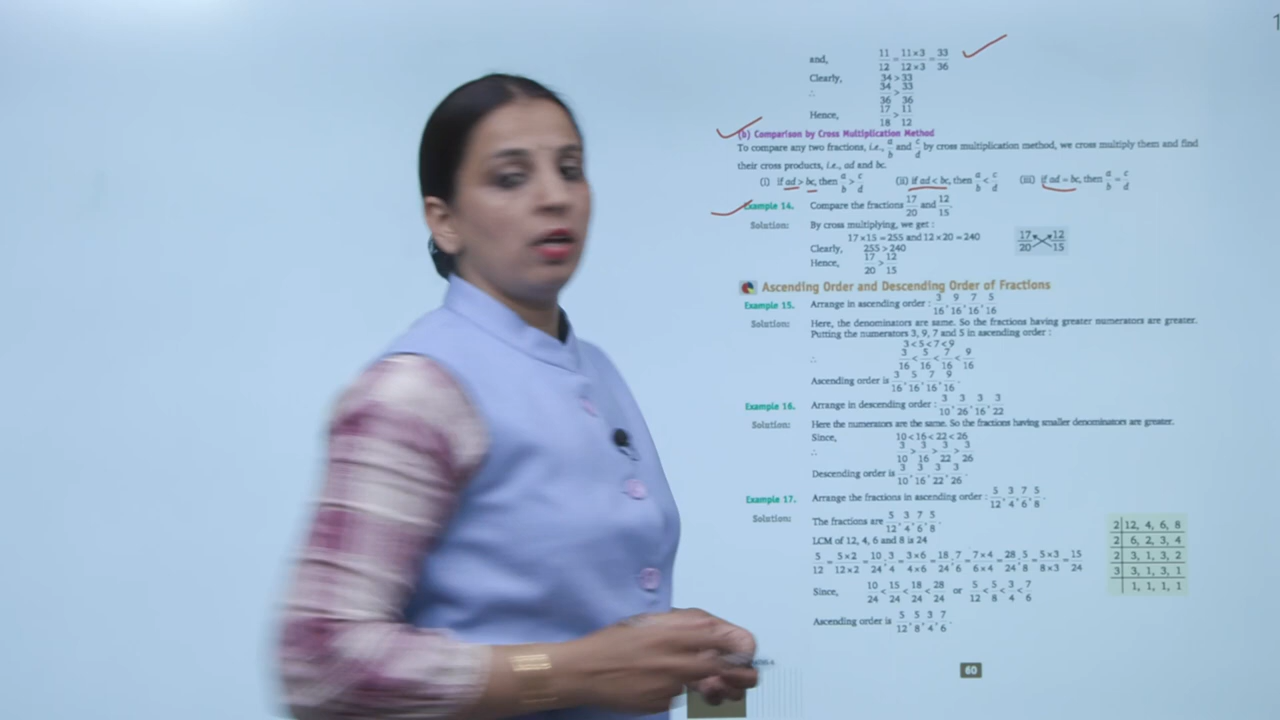 1
and, 11/12 = 11×3/12×3 = 33/36
Clearly, 34 > 33
∴ 34/36 > 33/36
Hence, 17/18 > 11/12
(b) Comparison by Cross Multiplication Method
To compare any two fractions, i.e., a/b and c/d by cross multiplication method, we cross multiply them and find
their cross products, i.e., ad and bc.
(i) if ad > bc, then a/b > c/d (ii) if ad < bc, then a/b < c/d (iii) if ad = bc, then a/b = c/d
Example 14. Compare the fractions 17/20 and 12/15.
Solution: By cross multiplying, we get :
17 × 15 = 255 and 12 × 20 = 240
17/20 12/15
Clearly, 255 > 240
Hence, 17/20 > 12/15
Ascending Order and Descending Order of Fractions
Example 15. Arrange in ascending order : 3/16, 9/16, 7/16, 5/16
Solution: Here, the denominators are same. So the fractions having greater numerators are greater.
Putting the numerators 3, 9, 7 and 5 in ascending order :
3 < 5 < 7 < 9
∴ 3/16 < 5/16 < 7/16 < 9/16
Ascending order is 3/16, 5/16, 7/16, 9/16.
Example 16. Arrange in descending order : 3/10, 3/26, 3/16, 3/22
Solution: Here the numerators are the same. So the fractions having smaller denominators are greater.
Since, 10 < 16 < 22 < 26
∴ 3/10 > 3/16 > 3/22 > 3/26
Descending order is 3/10, 3/16, 3/22, 3/26.
Example 17. Arrange the fractions in ascending order : 5/12, 3/4, 7/6, 5/8.
Solution: The fractions are 5/12, 3/4, 7/6, 5/8.
LCM of 12, 4, 6 and 8 is 24
5/12 = 5×2/12×2 = 10/24, 3/4 = 3×6/4×6 = 18/24, 7/6 = 7×4/6×4 = 28/24, 5/8 = 5×3/8×3 = 15/24
Since, 10/24 < 15/24 < 18/24 < 28/24 or 5/12 < 5/8 < 3/4 < 7/6
Ascending order is 5/12, 5/8, 3/4, 7/6.
2 | 12, 4, 6, 8
2 | 6, 2, 3, 4
2 | 3, 1, 3, 2
3 | 3, 1, 3, 1
| 1, 1, 1, 1
60